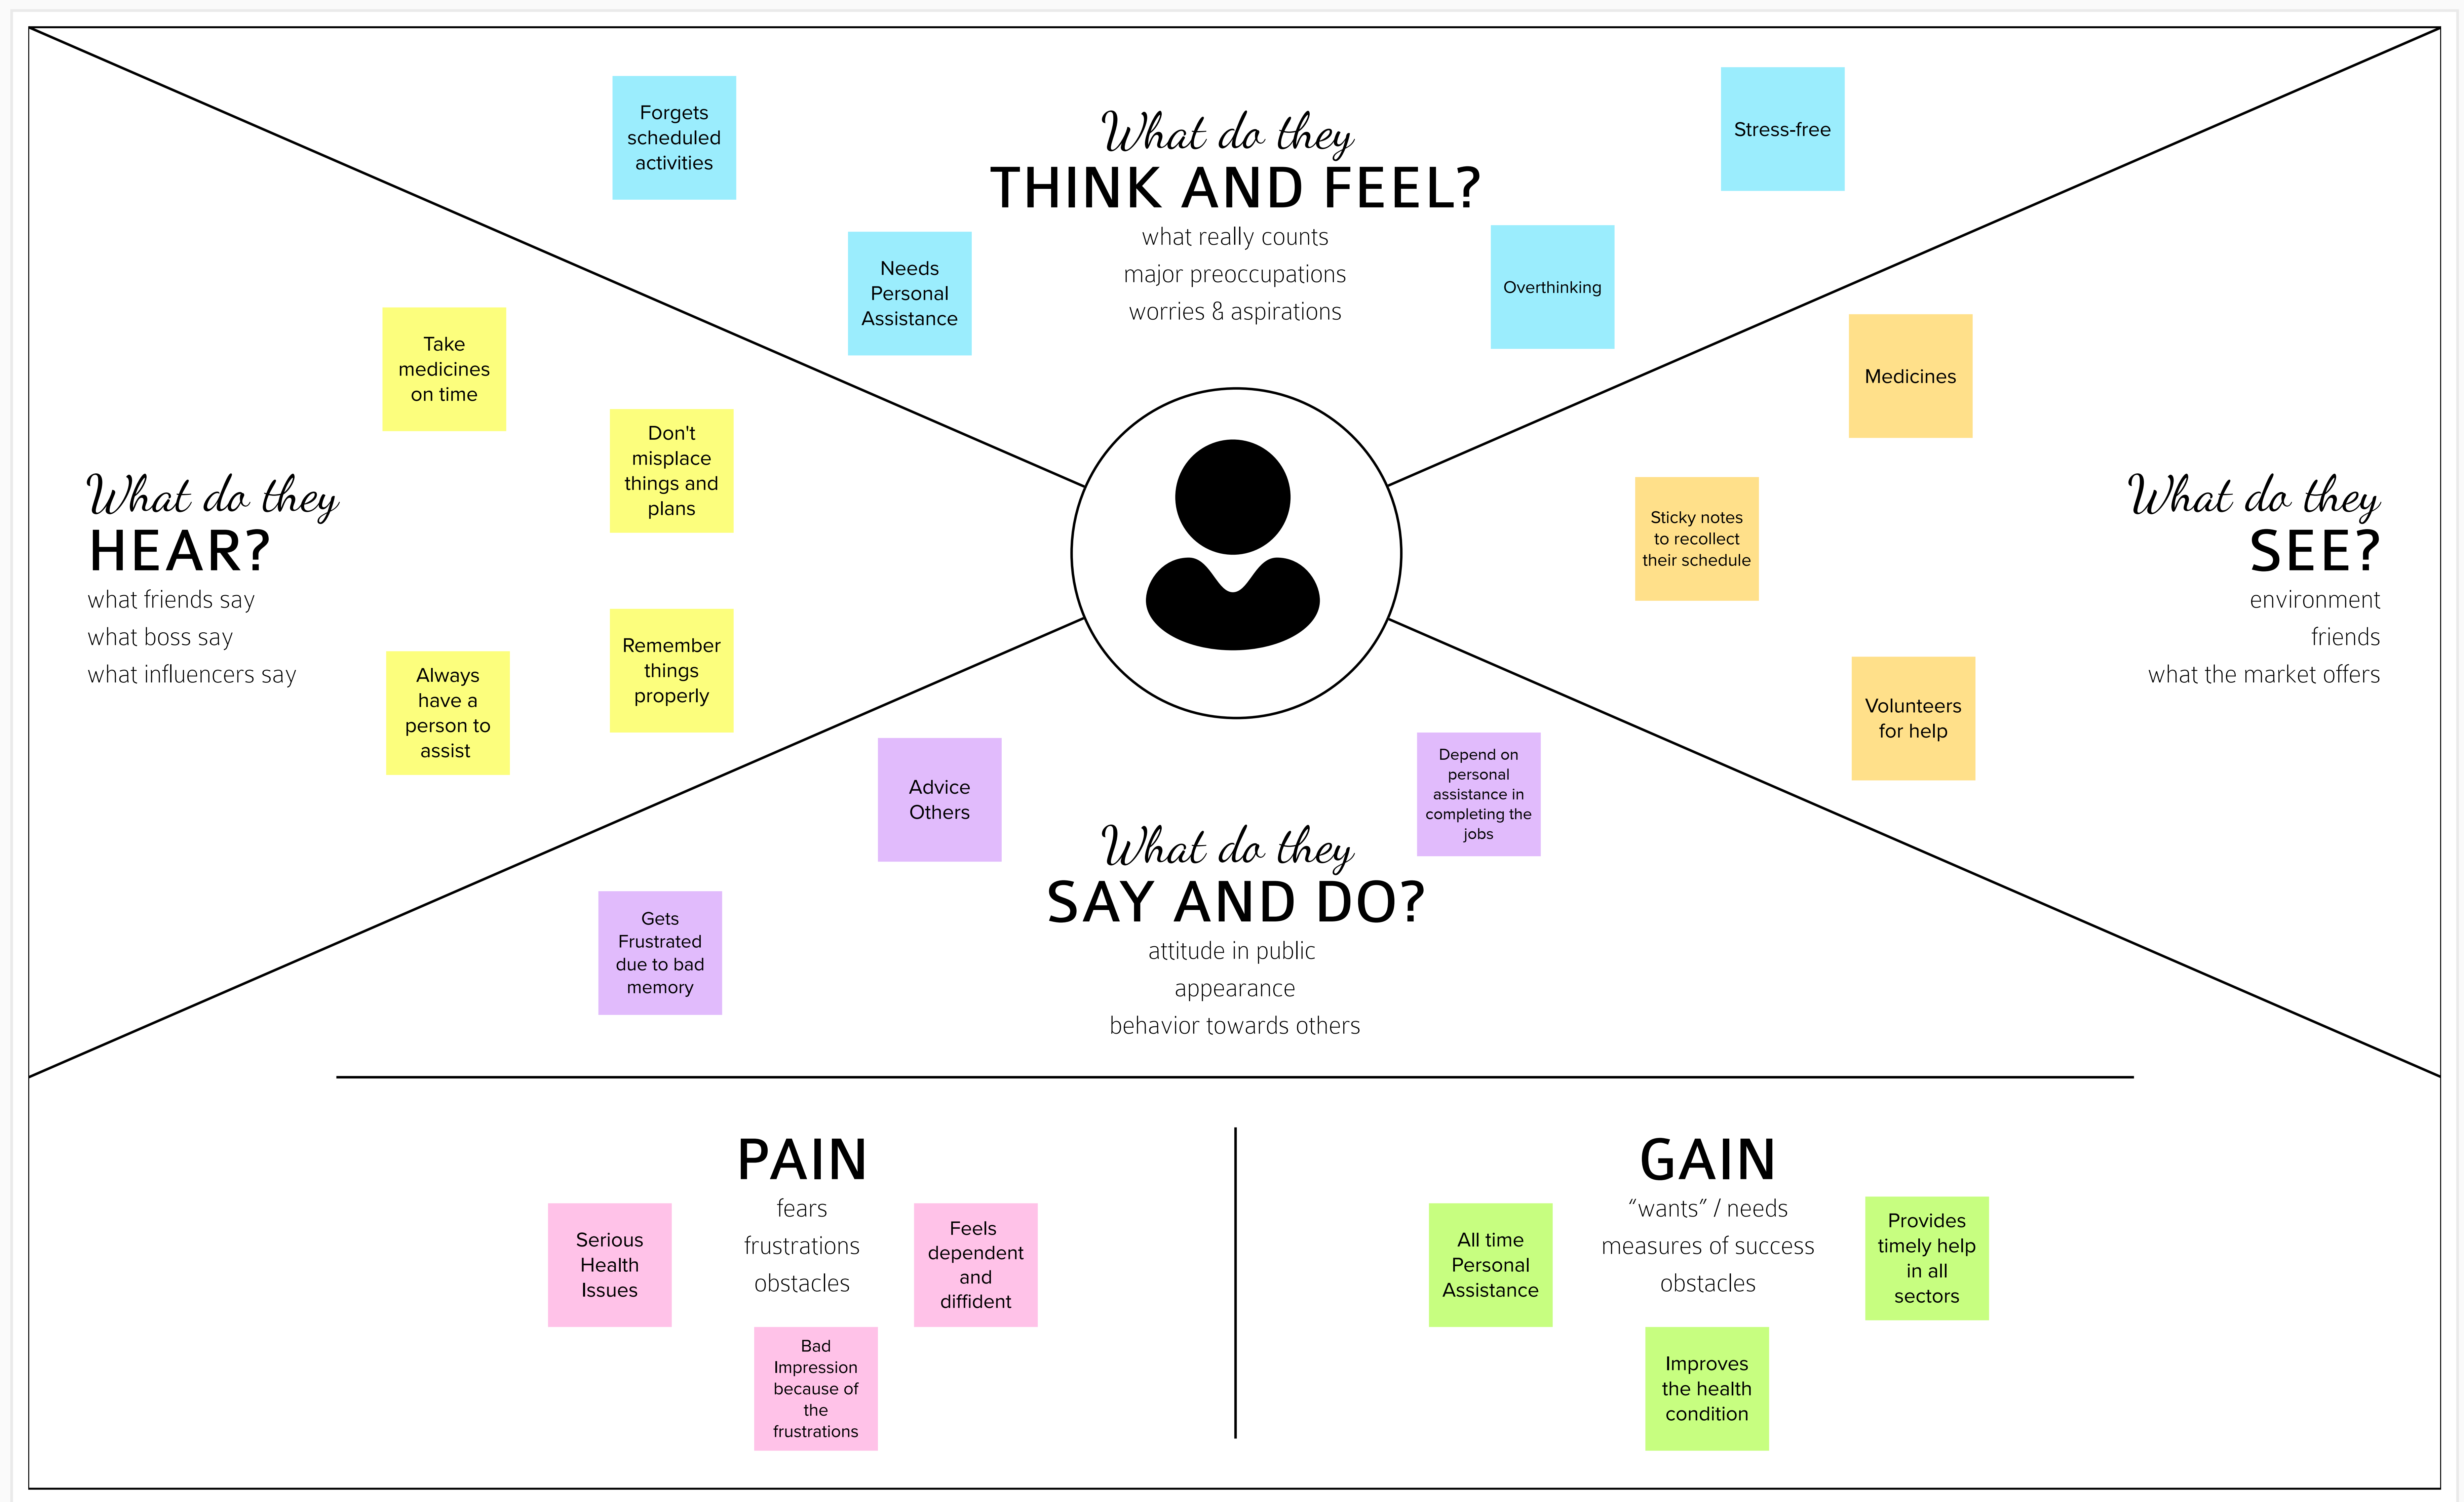 What do they
THINK AND FEEL?
what really counts
major preoccupations
worries & aspirations
Forgets
scheduled
activities
Needs
Personal
Assistance
Stress-free
Overthinking
What do they
HEAR?
what friends say
what boss say
what influencers say
Take
medicines
on time
Don't
misplace
things and
plans
Remember
things
properly
Always
have a
person to
assist
What do they
SEE?
environment
friends
what the market offers
Medicines
Sticky notes
to recollect
their schedule
Volunteers
for help
What do they
SAY AND DO?
attitude in public
appearance
behavior towards others
Advice
Others
Depend on
personal
assistance in
completing the
jobs
Gets
Frustrated
due to bad
memory
PAIN
fears
frustrations
obstacles
Serious
Health
Issues
Feels
dependent
and
diffident
Bad
Impression
because of
the
frustrations
GAIN
“wants” / needs
measures of success
obstacles
All time
Personal
Assistance
Provides
timely help
in all
sectors
Improves
the health
condition